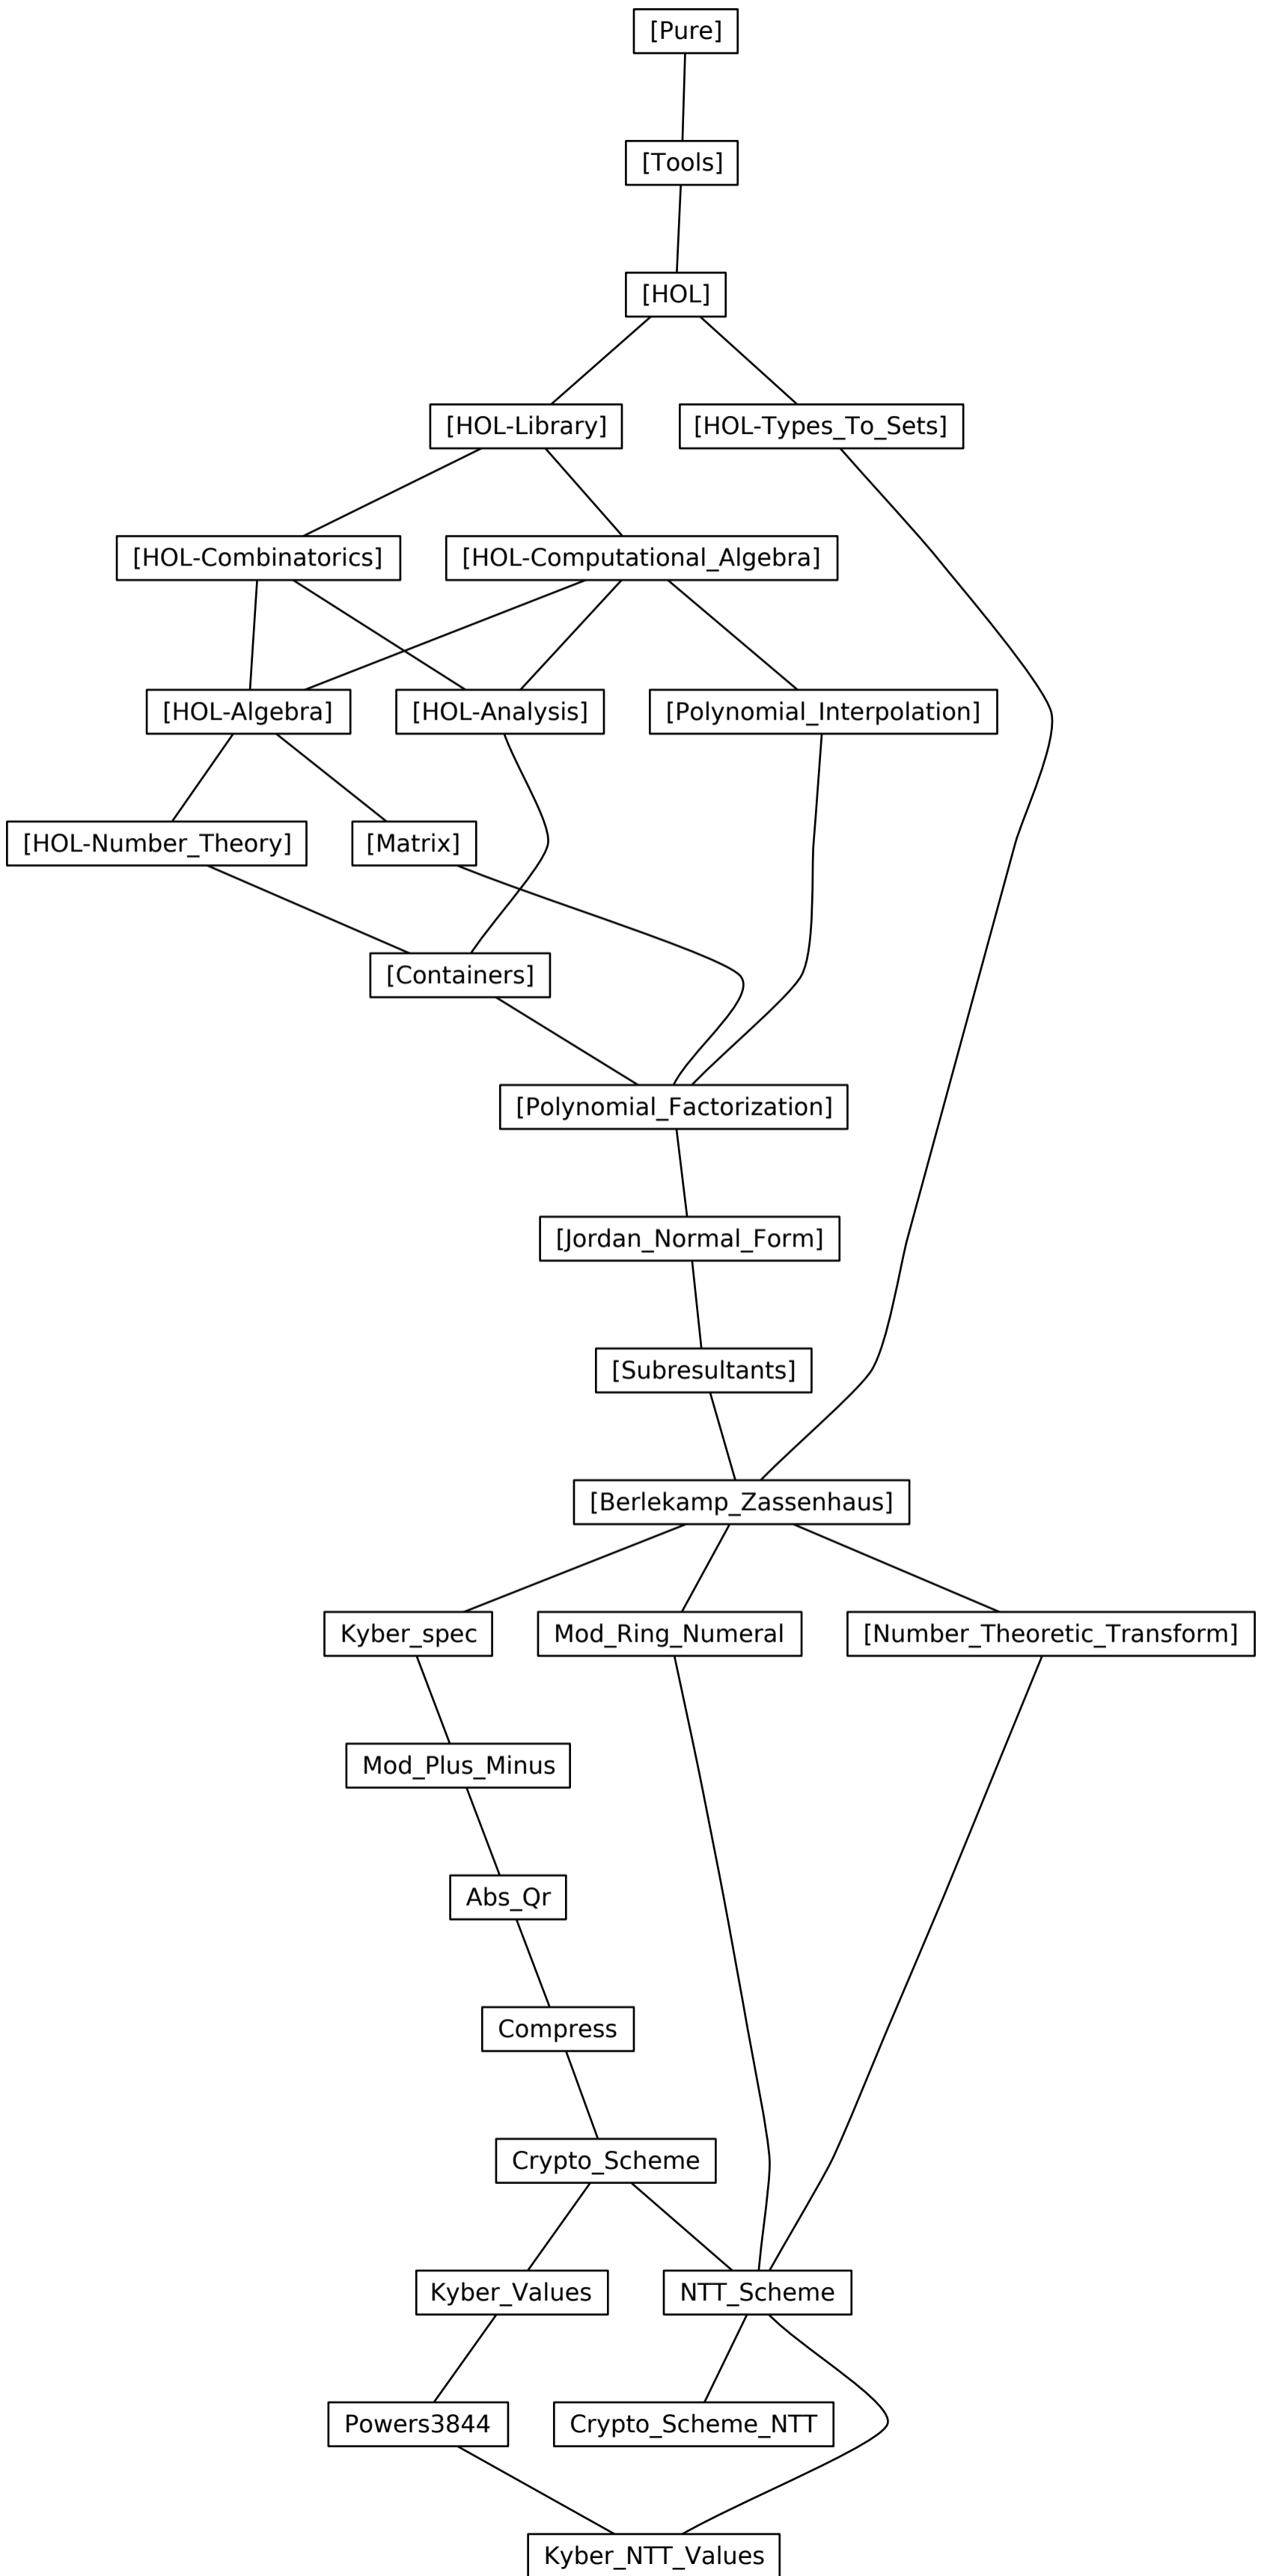 [Pure]
[Tools]
[HOL]
[HOL-Library]
[HOL-Types_To_Sets]
[HOL-Combinatorics]
[HOL-Computational_Algebra]
[HOL-Algebra]
[HOL-Analysis]
[Polynomial_Interpolation]
[HOL-Number_Theory]
[Matrix]
[Containers]
[Polynomial_Factorization]
[Jordan_Normal_Form]
[Subresultants]
[Berlekamp_Zassenhaus]
Kyber_spec
Mod_Ring_Numeral
[Number_Theoretic_Transform]
Mod_Plus_Minus
Abs_Qr
Compress
Crypto_Scheme
Kyber_Values
NTT_Scheme
Powers3844
Crypto_Scheme_NTT
Kyber_NTT_Values